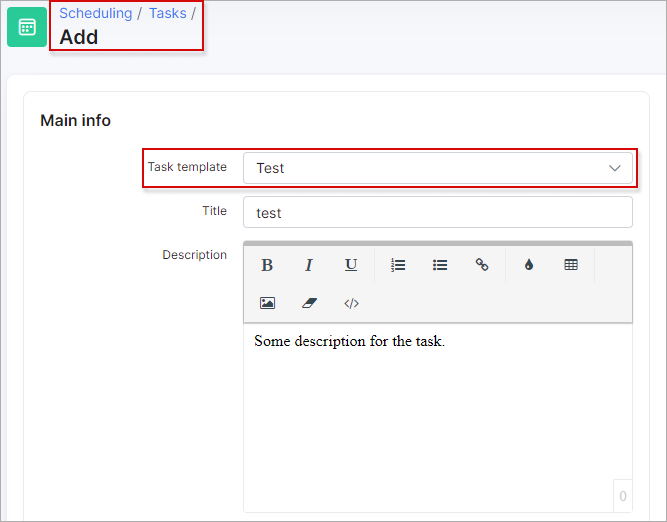 Scheduling / Tasks /
Add
Main info
Task template Test
Title test
Description
B I U
Some description for the task.
0